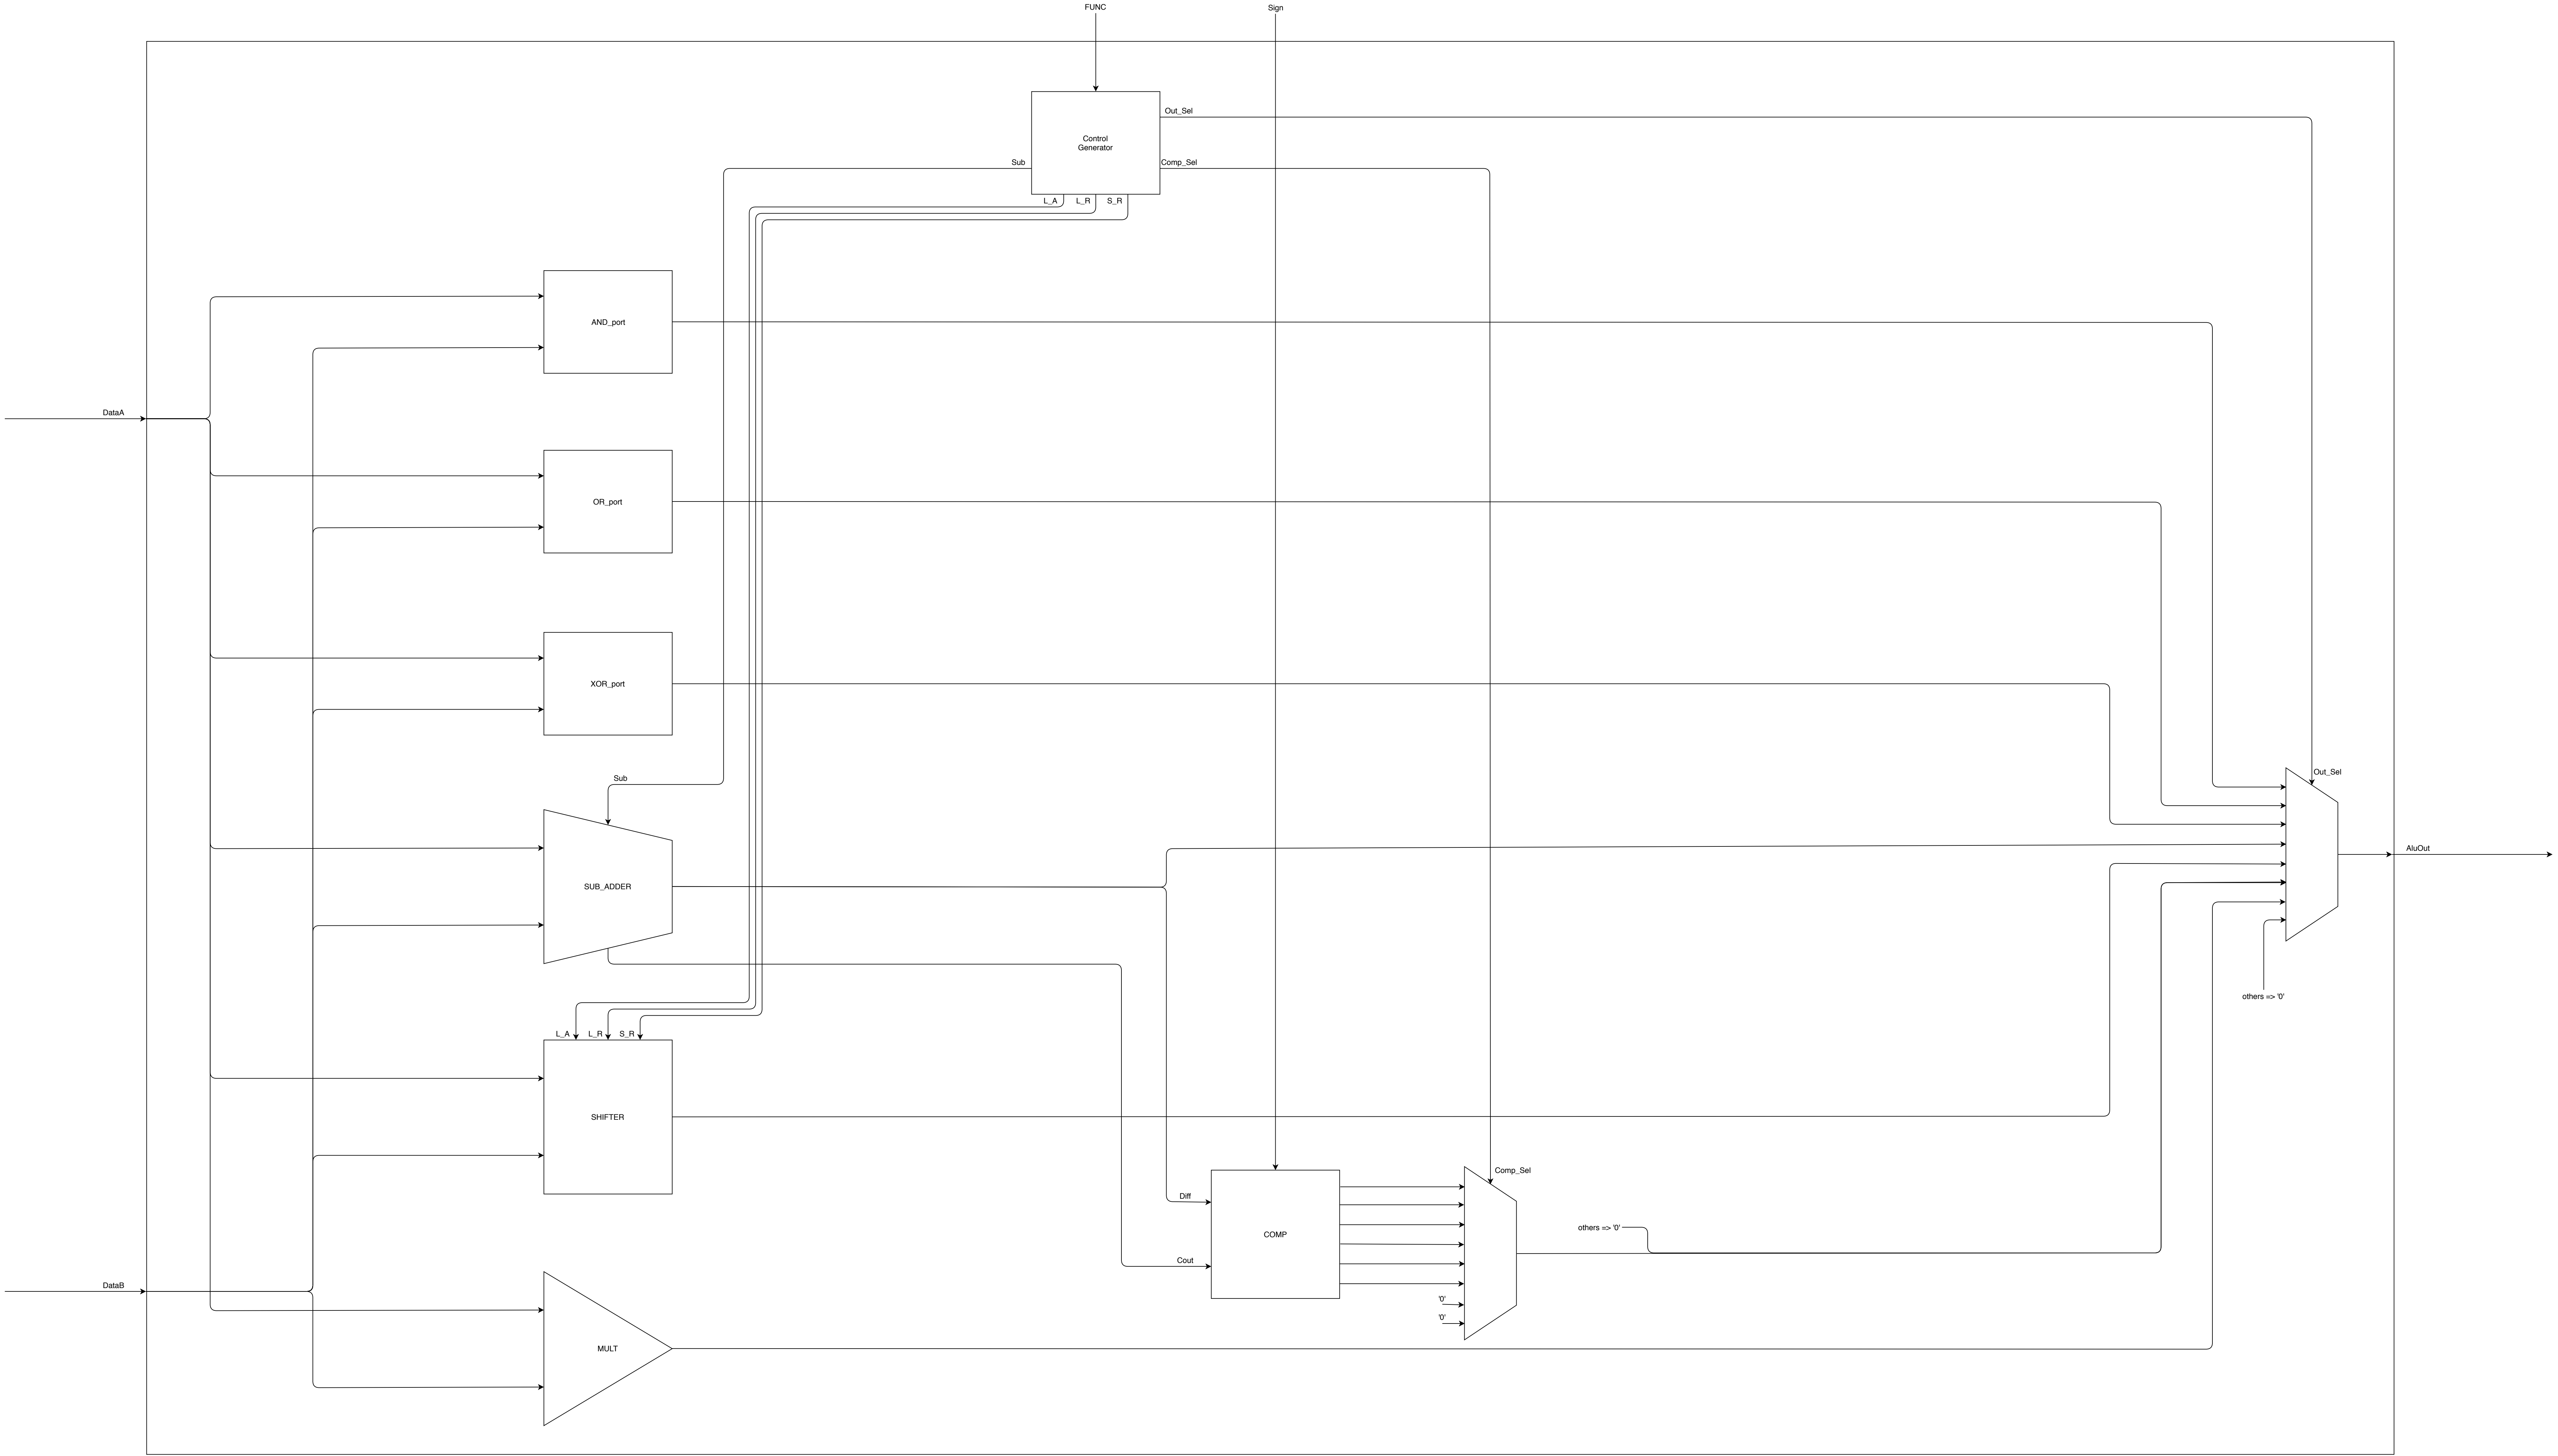 FUNC
Sign
Out_Sel
Control
Generator
Sub
Comp_Sel
L_A
L_R
S_R
AND_port
DataA
OR_port
XOR_port
Sub
Out_Sel
AluOut
SUB_ADDER
others => '0'
L_A
L_R
S_R
SHIFTER
Comp_Sel
Diff
others => '0'
COMP
Cout
DataB
'0'
'0'
MULT